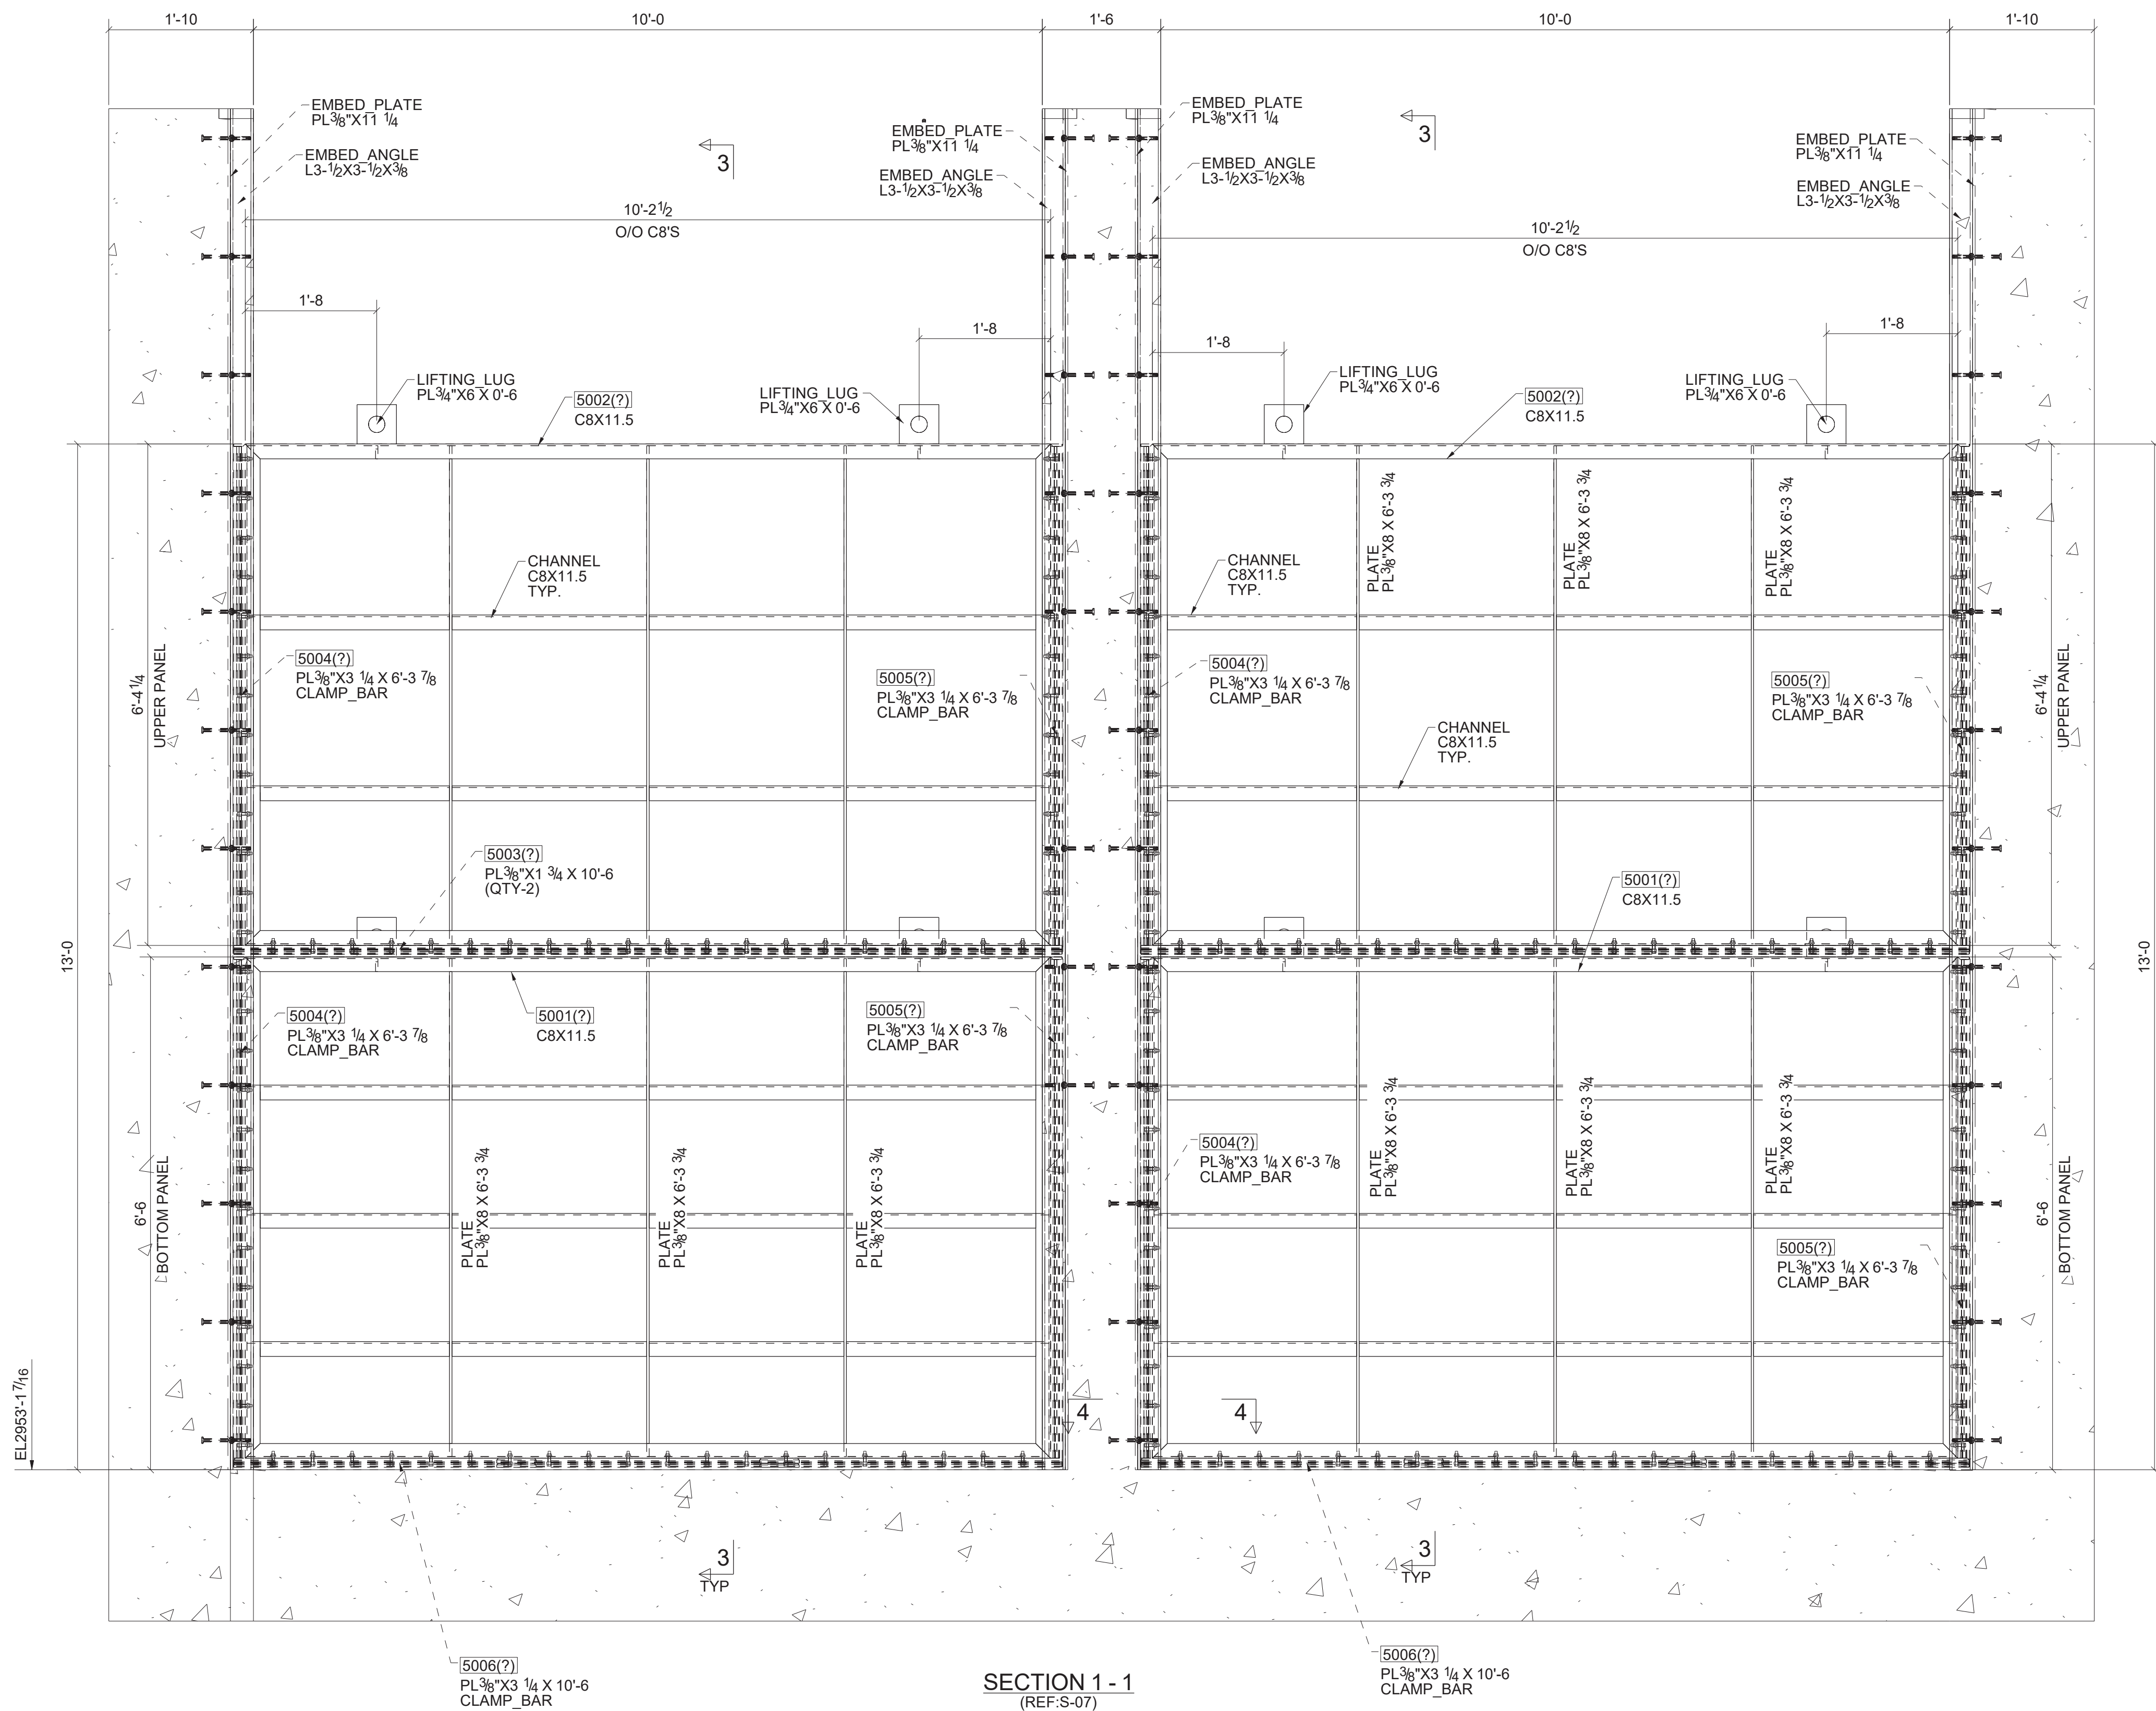 1'-10
10'-0
1'-6
10'-0
1'-10
EMBED_PLATE
PL3/8"X11 1/4
EMBED_ANGLE
L3-1/2X3-1/2X3/8
3
EMBED_PLATE
PL3/8"X11 1/4
EMBED_ANGLE
L3-1/2X3-1/2X3/8
EMBED_PLATE
PL3/8"X11 1/4
EMBED_ANGLE
L3-1/2X3-1/2X3/8
3
EMBED_PLATE
PL3/8"X11 1/4
EMBED_ANGLE
L3-1/2X3-1/2X3/8
10'-2 1/2
O/O C8'S
10'-2 1/2
O/O C8'S
1'-8
1'-8
1'-8
1'-8
LIFTING_LUG
PL3/4"X6 X 0'-6
5002(?)
C8X11.5
LIFTING_LUG
PL3/4"X6 X 0'-6
LIFTING_LUG
PL3/4"X6 X 0'-6
5002(?)
C8X11.5
LIFTING_LUG
PL3/4"X6 X 0'-6
PLATE
PL3/8"X8 X 6'-3 3/4
PLATE
PL3/8"X8 X 6'-3 3/4
PLATE
PL3/8"X8 X 6'-3 3/4
CHANNEL
C8X11.5
TYP.
CHANNEL
C8X11.5
TYP.
6'-4 1/4
UPPER PANEL
5004(?)
PL3/8"X3 1/4 X 6'-3 7/8
CLAMP_BAR
5005(?)
PL3/8"X3 1/4 X 6'-3 7/8
CLAMP_BAR
5004(?)
PL3/8"X3 1/4 X 6'-3 7/8
CLAMP_BAR
5005(?)
PL3/8"X3 1/4 X 6'-3 7/8
CLAMP_BAR
6'-4 1/4
UPPER PANEL
CHANNEL
C8X11.5
TYP.
5003(?)
PL3/8"X1 3/4 X 10'-6
(QTY-2)
5001(?)
C8X11.5
13'-0
13'-0
5004(?)
PL3/8"X3 1/4 X 6'-3 7/8
CLAMP_BAR
5001(?)
C8X11.5
5005(?)
PL3/8"X3 1/4 X 6'-3 7/8
CLAMP_BAR
PLATE
PL3/8"X8 X 6'-3 3/4
PLATE
PL3/8"X8 X 6'-3 3/4
PLATE
PL3/8"X8 X 6'-3 3/4
5004(?)
PL3/8"X3 1/4 X 6'-3 7/8
CLAMP_BAR
6'-6
BOTTOM PANEL
PLATE
PL3/8"X8 X 6'-3 3/4
PLATE
PL3/8"X8 X 6'-3 3/4
PLATE
PL3/8"X8 X 6'-3 3/4
5005(?)
PL3/8"X3 1/4 X 6'-3 7/8
CLAMP_BAR
6'-6
BOTTOM PANEL
EL2953'-1 7/16
4
4
3
TYP
3
TYP
5006(?)
PL3/8"X3 1/4 X 10'-6
CLAMP_BAR
5006(?)
PL3/8"X3 1/4 X 10'-6
CLAMP_BAR
SECTION 1 - 1
(REF:S-07)